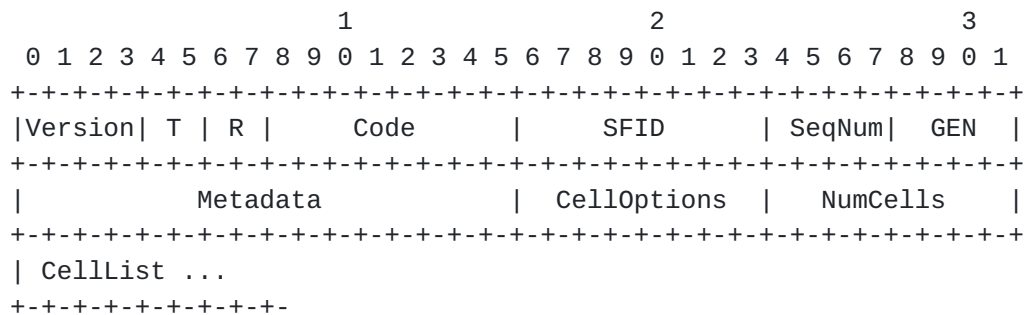 1                   2                   3
 0 1 2 3 4 5 6 7 8 9 0 1 2 3 4 5 6 7 8 9 0 1 2 3 4 5 6 7 8 9 0 1
+-+-+-+-+-+-+-+-+-+-+-+-+-+-+-+-+-+-+-+-+-+-+-+-+-+-+-+-+-+-+-+-+
|Version| T | R |     Code      |     SFID      | SeqNum|  GEN  |
+-+-+-+-+-+-+-+-+-+-+-+-+-+-+-+-+-+-+-+-+-+-+-+-+-+-+-+-+-+-+-+-+
|           Metadata            |  CellOptions  |   NumCells    |
+-+-+-+-+-+-+-+-+-+-+-+-+-+-+-+-+-+-+-+-+-+-+-+-+-+-+-+-+-+-+-+-+
| CellList ...
+-+-+-+-+-+-+-+-+-